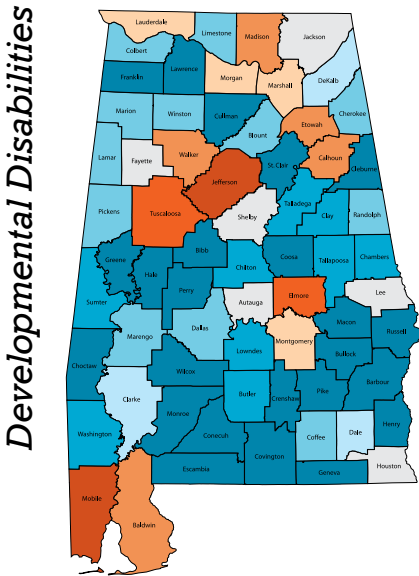 Developmental Disabilities
Lauderdale
Limestone
Madison
Jackson
Colbert
Franklin
Lawrence
Morgan
Marshall
DeKalb
Marion
Winston
Cullman
Blount
Etowah
Cherokee
Lamar
Fayette
Walker
Jefferson
St.Clair
Calhoun
Cleburne
Pickens
Tuscaloosa
Shelby
Talladega
Clay
Randolph
Greene
Hale
Bibb
Chilton
Coosa
Tallapoosa
Chambers
Sumter
Perry
Autauga
Elmore
Lee
Marengo
Dallas
Lowndes
Montgomery
Macon
Russell
Choctaw
Wilcox
Bullock
Clarke
Butler
Crenshaw
Pike
Barbour
Washington
Monroe
Conecuh
Covington
Coffee
Dale
Henry
Escambia
Geneva
Houston
Mobile
Baldwin